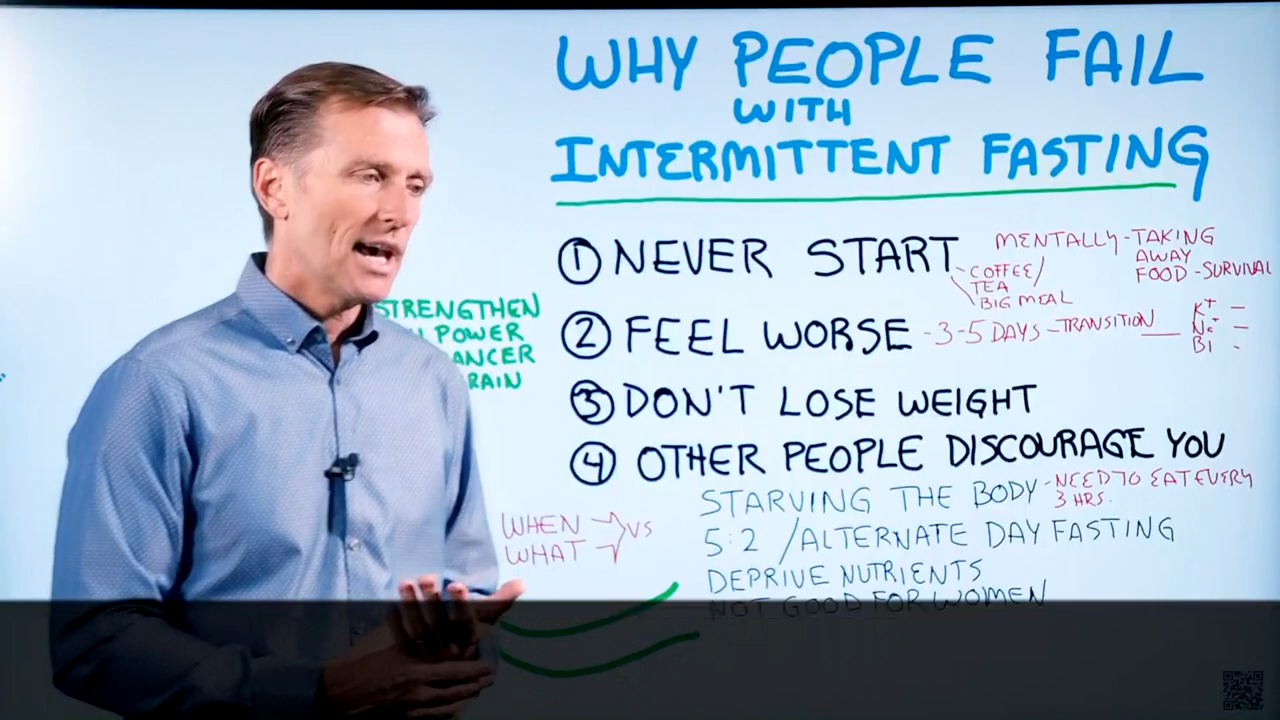 WHY PEOPLE FAIL
WITH
INTERMITTENT FASTING
① NEVER START
MENTALLY - TAKING
AWAY
FOOD - SURVIVAL
COFFEE/
TEA
BIG MEAL
② FEEL WORSE - 3-5 DAYS - TRANSITION
K+ -
Na+ -
B1 -
STRENGTHEN
POWER
③ DON'T LOSE WEIGHT
④ OTHER PEOPLE DISCOURAGE YOU
STARVING THE BODY - NEED TO EAT EVERY
3 HRS.
WHEN VS
WHAT
5:2 / ALTERNATE DAY FASTING
DEPRIVE NUTRIENTS
NOT GOOD FOR WOMEN